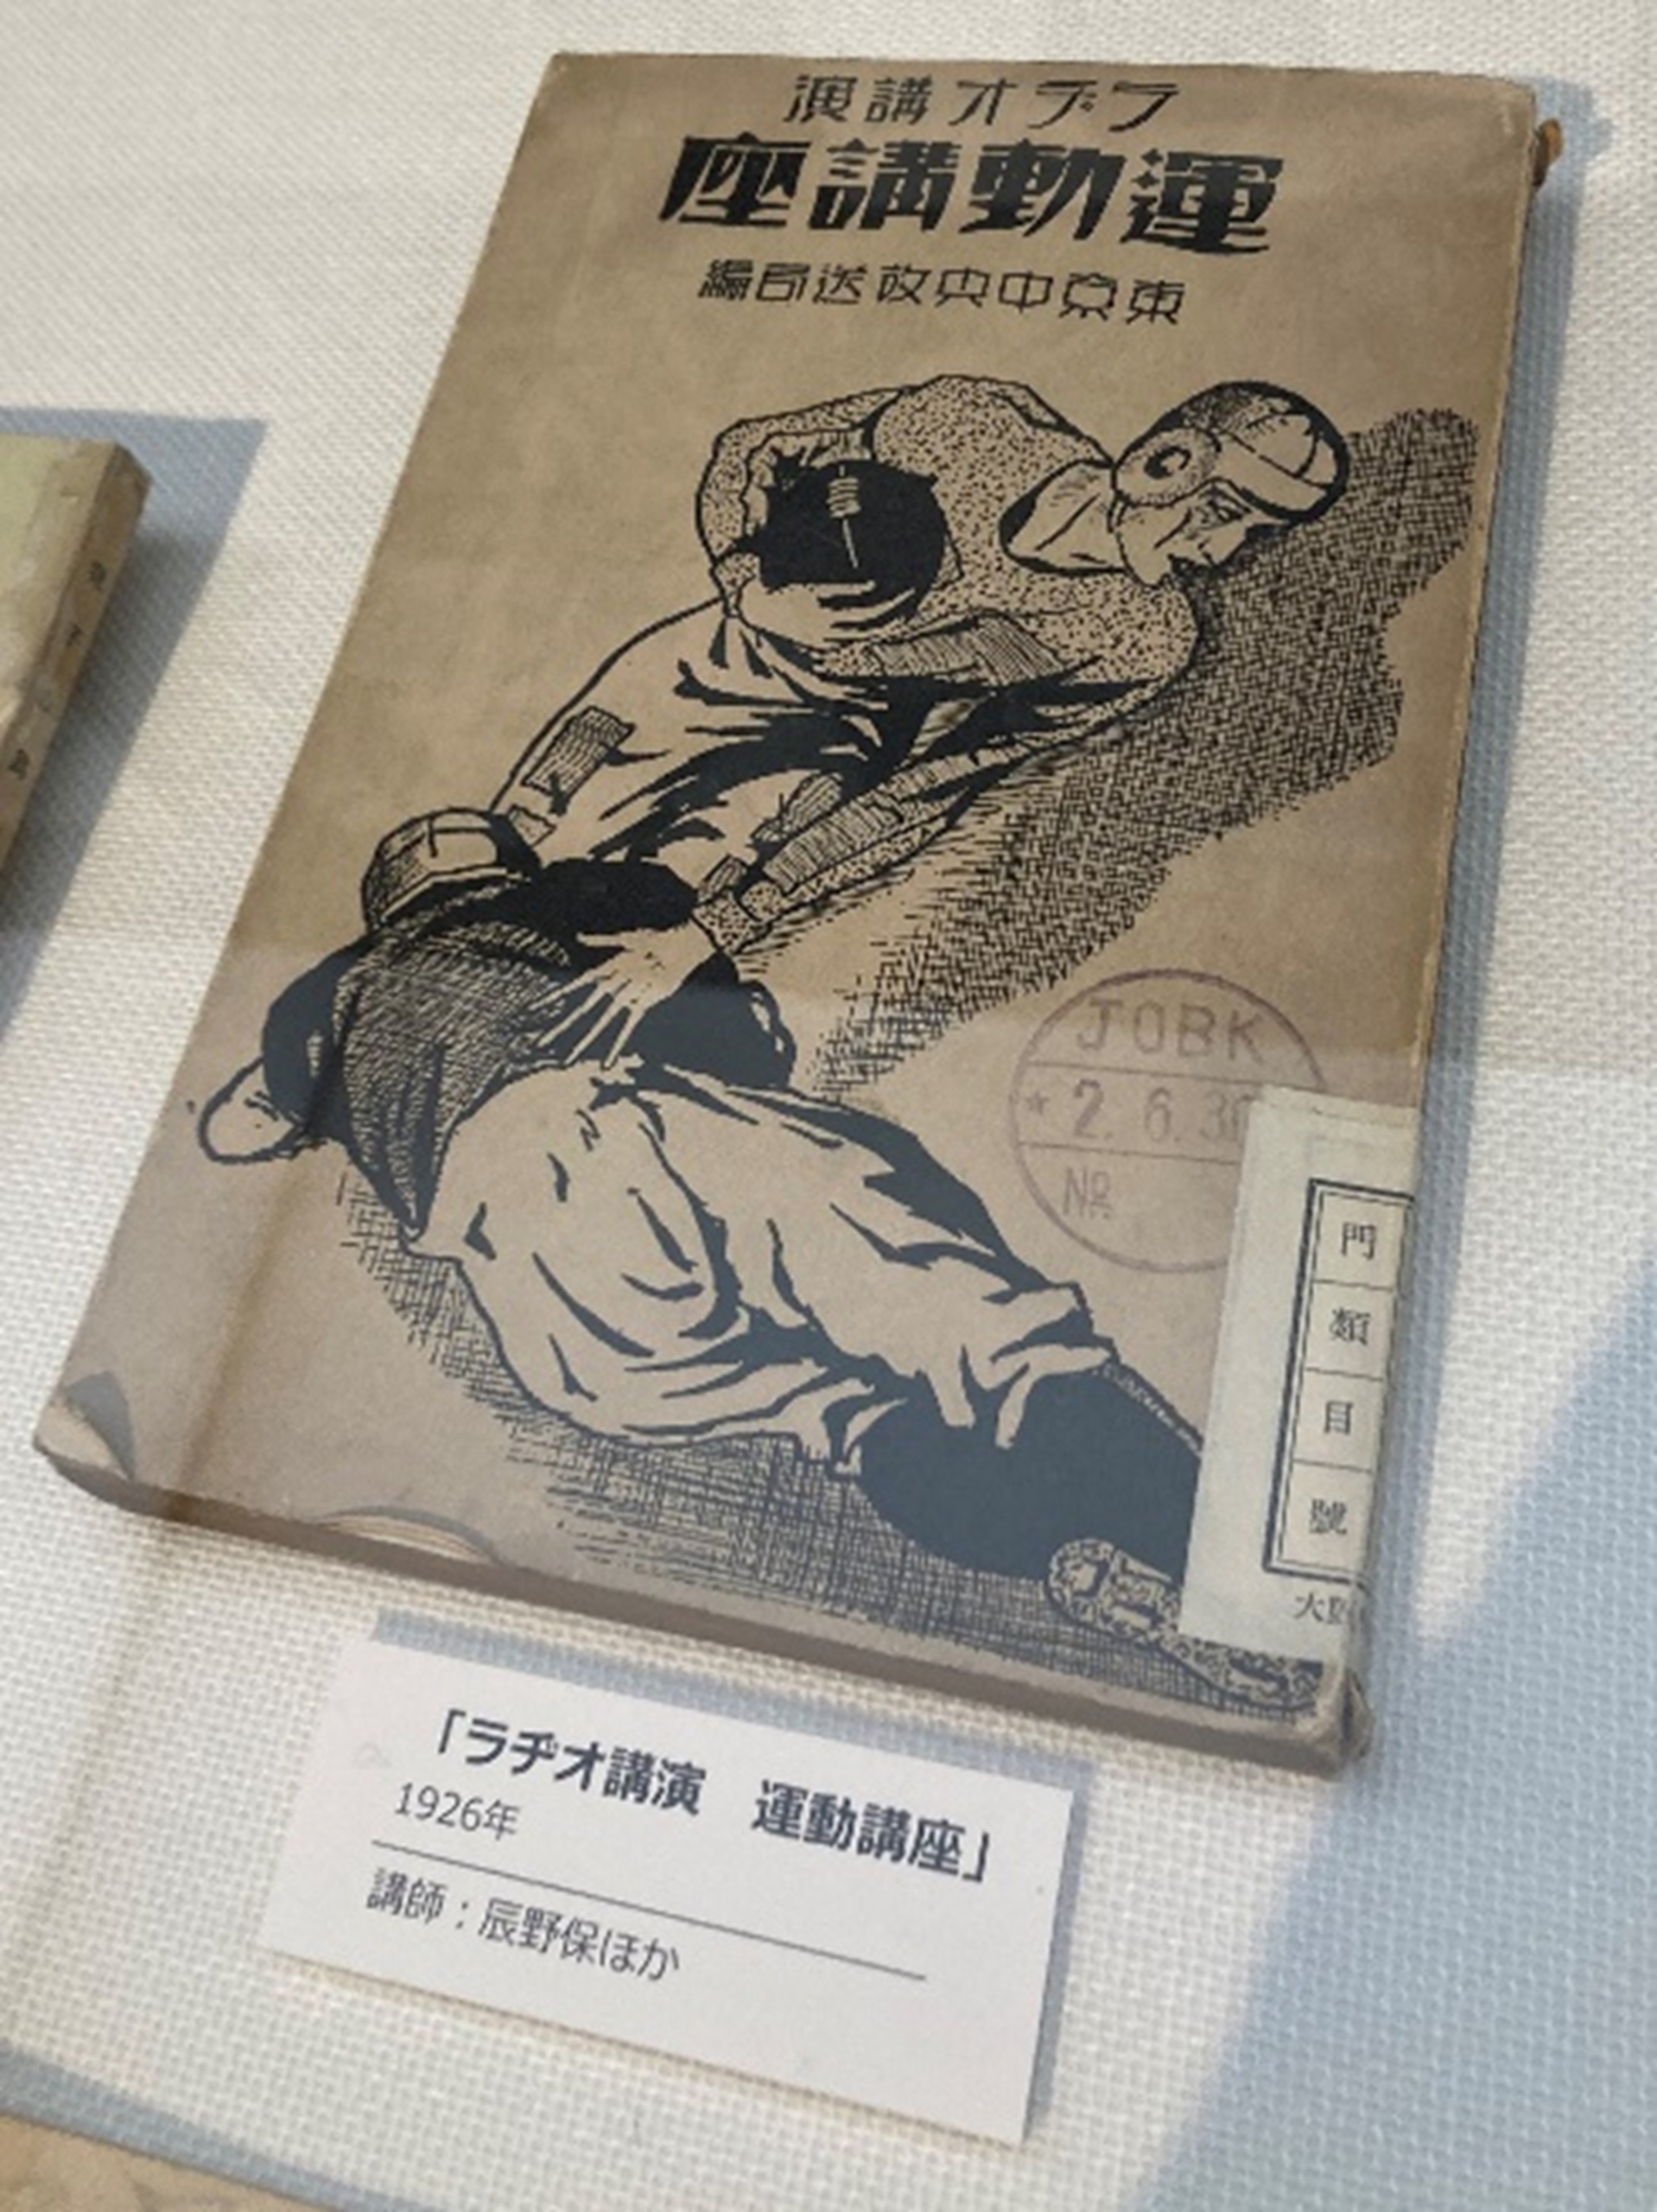 ラヂオ講演
運動講座
東京中央放送局編
JOBK
2. 6. 30
No.
門
類
目
號
大
「ラヂオ講演　運動講座」
1926年
講師：辰野保ほか